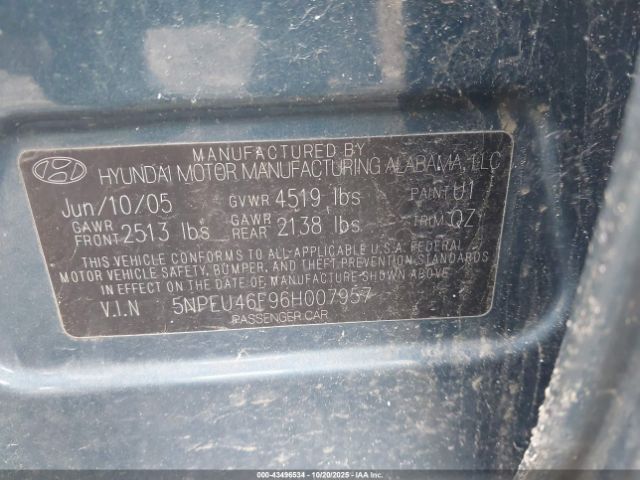 MANUFACTURED BY
HYUNDAI MOTOR MANUFACTURING ALABAMA, LLC
Jun/10/05 GVWR 4519 lbs PAINT U1
GAWR FRONT 2513 lbs GAWR REAR 2138 lbs TRIM QZ
THIS VEHICLE CONFORMS TO ALL APPLICABLE U.S.A. FEDERAL
MOTOR VEHICLE SAFETY, BUMPER, AND THEFT PREVENTION STANDARDS
IN EFFECT ON THE DATE OF MANUFACTURE SHOWN ABOVE
V.I.N 5NPEU46F96H007957
PASSENGER CAR
000-43496534 - 10/20/2025 - © IAA Holdings, LLC